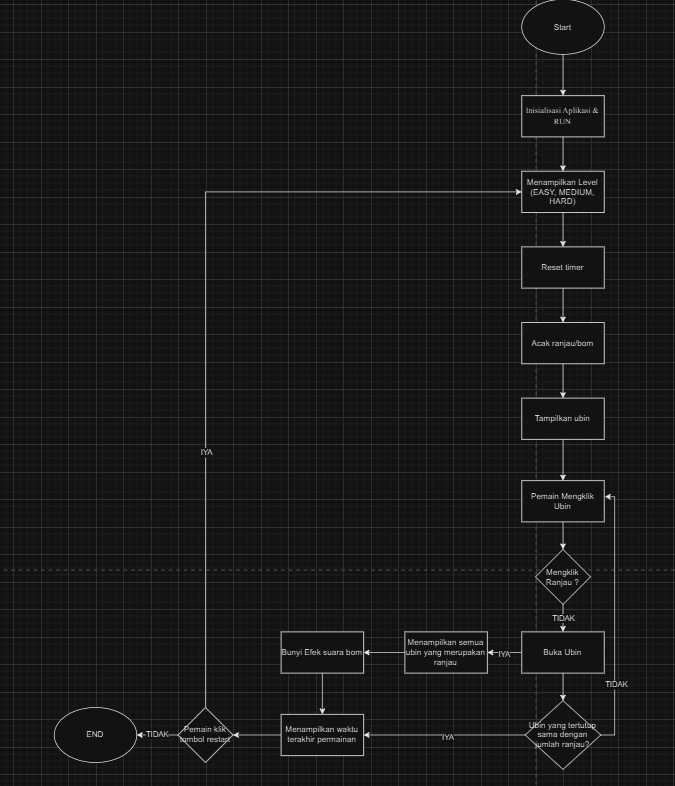 Start
Inisialisasi Aplikasi &
RUN
Menampilkan Level
(EASY, MEDIUM,
HARD)
Reset timer
Acak ranjau/bom
Tampilkan ubin
IYA
Pemain Mengklik
Ubin
Mengklik
Ranjau ?
TIDAK
Bunyi Efek suara bom
Menampilkan semua
ubin yang merupakan
ranjau
IYA
Buka Ubin
TIDAK
END
TIDAK
Pemain klik
tombol restart
Menampilkan waktu
terakhir permainan
IYA
Ubin yang tertutup
sama dengan
jumlah ranjau?